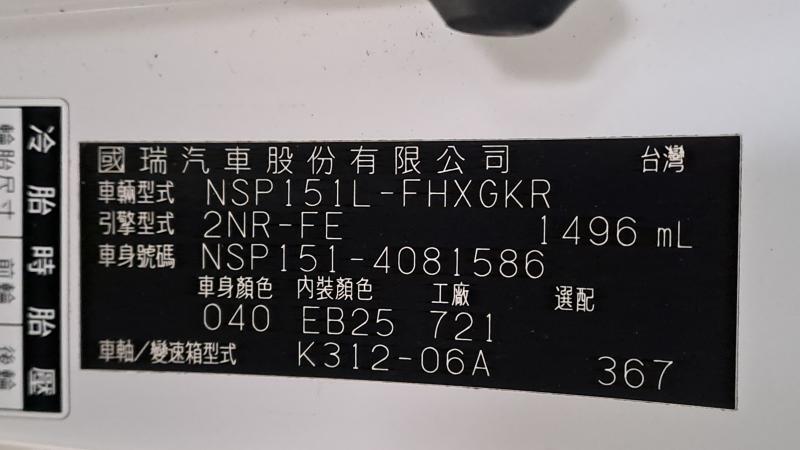 國瑞汽車股份有限公司 台灣
車輛型式 NSP151L-FHXGKR
引擎型式 2NR-FE 1496 mL
車身號碼 NSP151-4081586
車身顏色 內裝顏色 工廠 選配
040 EB25 721
車軸/變速箱型式 K312-06A 367
冷胎時胎壓
輪胎尺寸
前輪
後輪